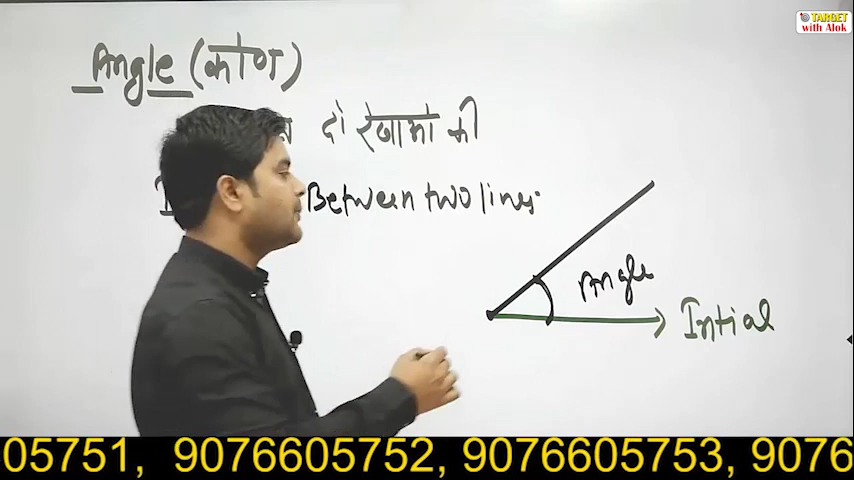 TARGET
with Alok
Angle (कोण)
दो रेखाओ की
Between two lines.
Angle
Intial
05751, 9076605752, 9076605753, 9076